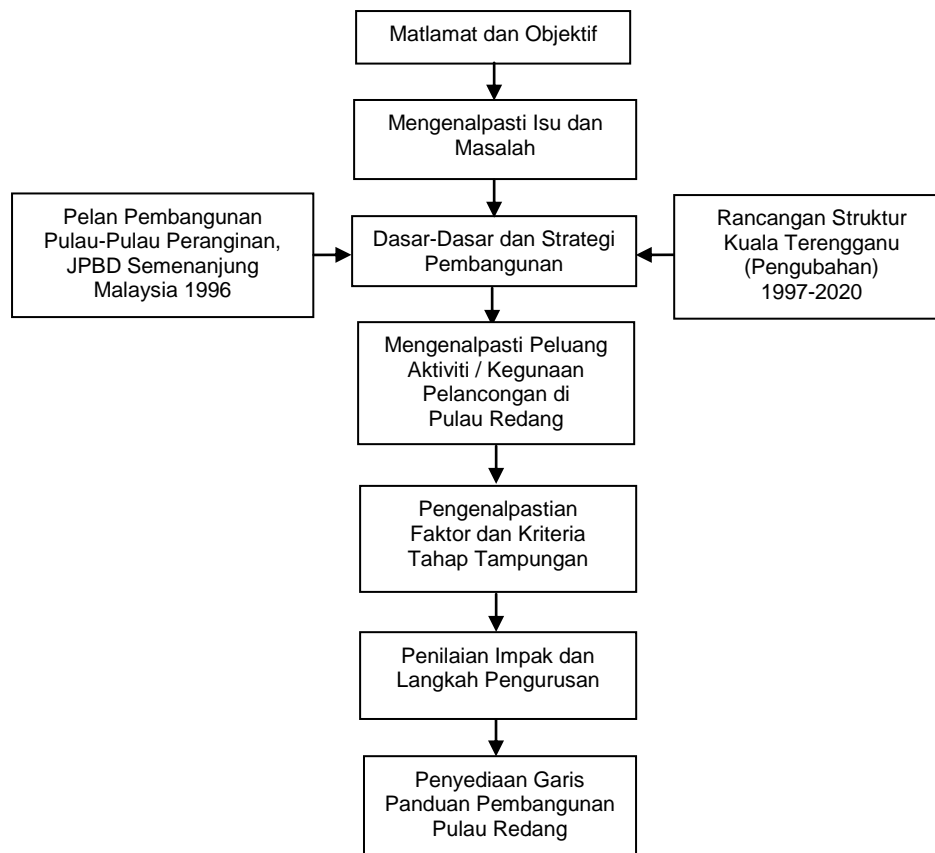 Matlamat dan Objektif
Mengenalpasti Isu dan
Masalah
Pelan Pembangunan
Pulau-Pulau Peranginan,
JPBD Semenanjung
Malaysia 1996
Dasar-Dasar dan Strategi
Pembangunan
Rancangan Struktur
Kuala Terengganu
(Pengubahan)
1997-2020
Mengenalpasti Peluang
Aktiviti / Kegunaan
Pelancongan di
Pulau Redang
Pengenalpastian
Faktor dan Kriteria
Tahap Tampungan
Penilaian Impak dan
Langkah Pengurusan
Penyediaan Garis
Panduan Pembangunan
Pulau Redang